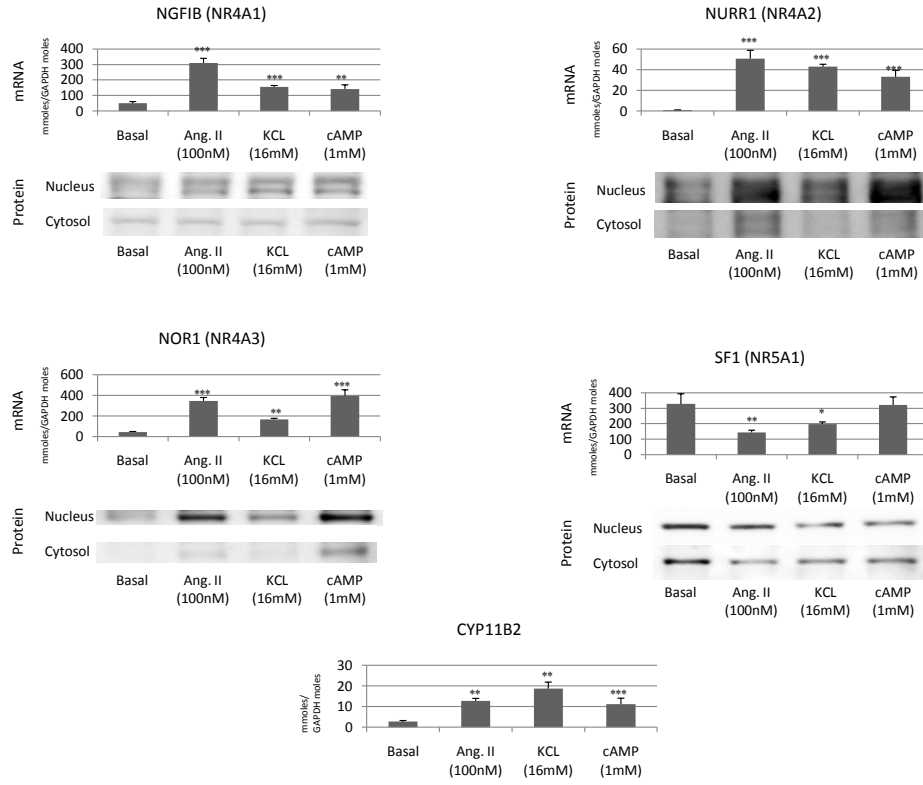 NGFIB (NR4A1)
mRNA
mmoles/GAPDH moles
400
300
200
100
0
***
***
**
Basal
Ang. II
(100nM)
KCL
(16mM)
cAMP
(1mM)
Protein
Nucleus
Cytosol
Basal
Ang. II
(100nM)
KCL
(16mM)
cAMP
(1mM)
NURR1 (NR4A2)
mRNA
mmoles/GAPDH moles
60
40
20
0
***
***
***
Basal
Ang. II
(100nM)
KCL
(16mM)
cAMP
(1mM)
Protein
Nucleus
Cytosol
Basal
Ang. II
(100nM)
KCL
(16mM)
cAMP
(1mM)
NOR1 (NR4A3)
mRNA
mmoles/GAPDH moles
600
400
200
0
***
**
***
Basal
Ang. II
(100nM)
KCL
(16mM)
cAMP
(1mM)
Protein
Nucleus
Cytosol
Basal
Ang. II
(100nM)
KCL
(16mM)
cAMP
(1mM)
SF1 (NR5A1)
mRNA
mmoles/GAPDH moles
400
300
200
100
0
**
*
Basal
Ang. II
(100nM)
KCL
(16mM)
cAMP
(1mM)
Protein
Nucleus
Cytosol
Basal
Ang. II
(100nM)
KCL
(16mM)
cAMP
(1mM)
CYP11B2
mmoles/
GAPDH moles
30
20
10
0
**
**
***
Basal
Ang. II
(100nM)
KCL
(16mM)
cAMP
(1mM)